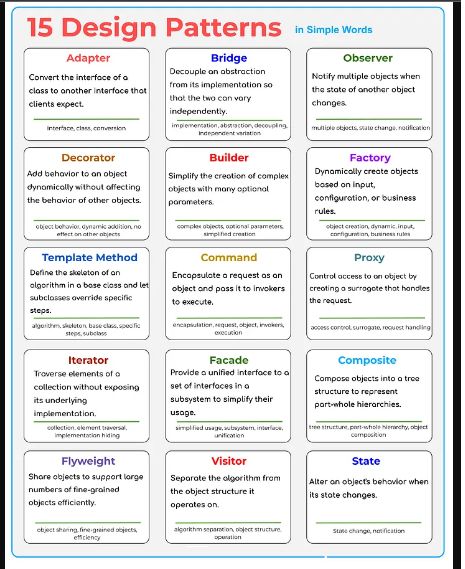 15 Design Patterns in Simple Words
Adapter
Convert the interface of a
class to another interface that
clients expect.
interface, class, conversion
Bridge
Decouple an abstraction
from its implementation so
that the two can vary
independently.
implementation, abstraction, decoupling,
independent variation
Observer
Notify multiple objects when
the state of another object
changes.
multiple objects, state change, notification
Decorator
Add behavior to an object
dynamically without affecting
the behavior of other objects.
object behavior, dynamic addition, no
effect on other objects
Builder
Simplify the creation of complex
objects with many optional
parameters.
complex objects, optional parameters,
simplified creation
Factory
Dynamically create objects
based on input,
configuration, or business
rules.
object creation, dynamic, input,
configuration, business rules
Template Method
Define the skeleton of an
algorithm in a base class and let
subclasses override specific
steps.
algorithm, skeleton, base class, specific
steps, subclass
Command
Encapsulate a request as an
object and pass it to invokers
to execute.
encapsulation, request, object, invokers,
execution
Proxy
Control access to an object by
creating a surrogate that handles
the request.
access control, surrogate, request handling
Iterator
Traverse elements of a
collection without exposing
its underlying
implementation.
collection, element traversal,
implementation hiding
Facade
Provide a unified interface to a
set of interfaces in a
subsystem to simplify their
usage.
simplified usage, subsystem, interface,
unification
Composite
Compose objects into a tree
structure to represent
part-whole hierarchies.
tree structure, part-whole hierarchy, object
composition
Flyweight
Share objects to support large
numbers of fine-grained
objects efficiently.
object sharing, fine-grained objects,
efficiency
Visitor
Separate the algorithm from
the object structure it
operates on.
algorithm separation, object structure,
operation
State
Alter an object's behavior when
its state changes.
State change, notification